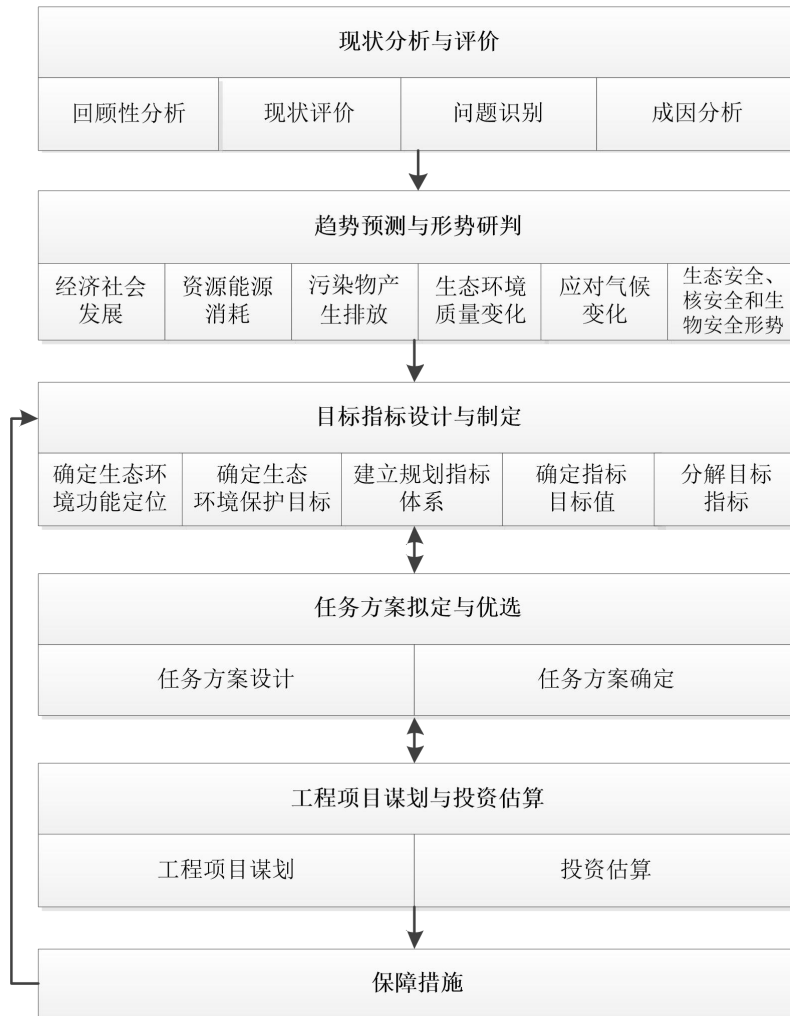 现状分析与评价
回顾性分析
现状评价
问题识别
成因分析
趋势预测与形势研判
经济社会
发展
资源能源
消耗
污染物产
生排放
生态环境
质量变化
应对气候
变化
生态安全、
核安全和生
物安全形势
目标指标设计与制定
确定生态环
境功能定位
确定生态
环境保护目标
建立规划指标
体系
确定指标
目标值
分解目标
指标
任务方案拟定与优选
任务方案设计
任务方案确定
工程项目谋划与投资估算
工程项目谋划
投资估算
保障措施